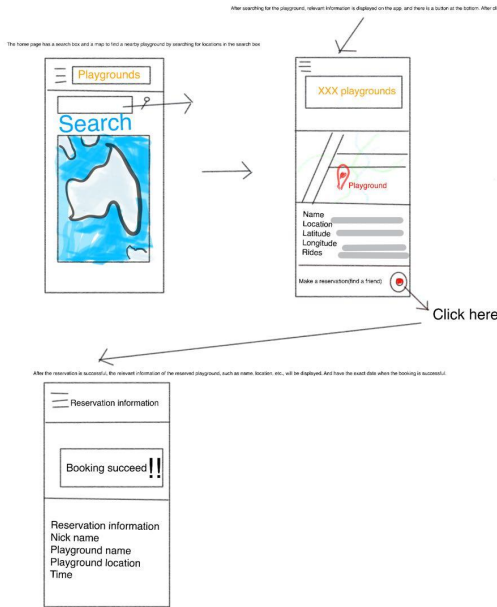 After searching for the playground, relevant information is displayed on the app, and there is a button at the bottom. After cli
The home page has a search box and a map to find a nearby playground by searching for locations in the search box
Playgrounds
Search
XXX playgrounds
Playground
Name
Location
Latitude
Longitude
Rides
Make a reservation(find a friend)
Click here
After the reservation is successful, the relevant information of the reserved playground, such as name, location, etc., will be displayed. And have the exact date when the booking is successful.
Reservation information
Booking succeed!!
Reservation information
Nick name
Playground name
Playground location
Time